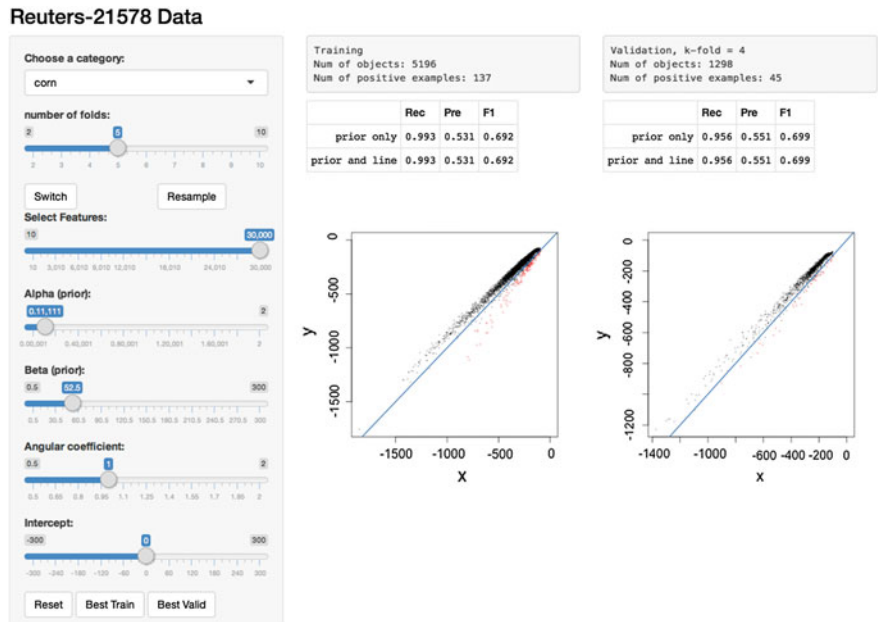 Reuters-21578 Data
Choose a category:
corn
number of folds:
2 5 10
2 3 4 5 6 7 8 9 10
Switch Resample
Select Features:
10 30,000
10 3,010 6,010 8,010 12,010 18,010 24,010 30,000
Alpha (prior):
0.11,111 2
0.00,001 0.40,001 0.80,001 1.20,001 1.60,001 2
Beta (prior):
0.5 52.5 300
0.5 30.5 60.5 90.5 120.5 150.5 180.5 210.5 240.5 270.5 300
Angular coefficient:
0.5 1 2
0.5 0.65 0.8 0.95 1.1 1.25 1.4 1.55 1.7 1.85 2
Intercept:
-300 0 300
-300 -240 -180 -120 -60 0 60 120 180 240 300
Reset Best Train Best Valid
Training
Num of objects: 5196
Num of positive examples: 137
Rec Pre F1
prior only 0.993 0.531 0.692
prior and line 0.993 0.531 0.692
y
0
-500
-1000
-1500
-1500 -1000 -500 0
x
Validation, k-fold = 4
Num of objects: 1298
Num of positive examples: 45
Rec Pre F1
prior only 0.956 0.551 0.699
prior and line 0.956 0.551 0.699
y
0
-200
-400
-600
-800
-1200
-1400 -1000 -600 -400 -200 0
x